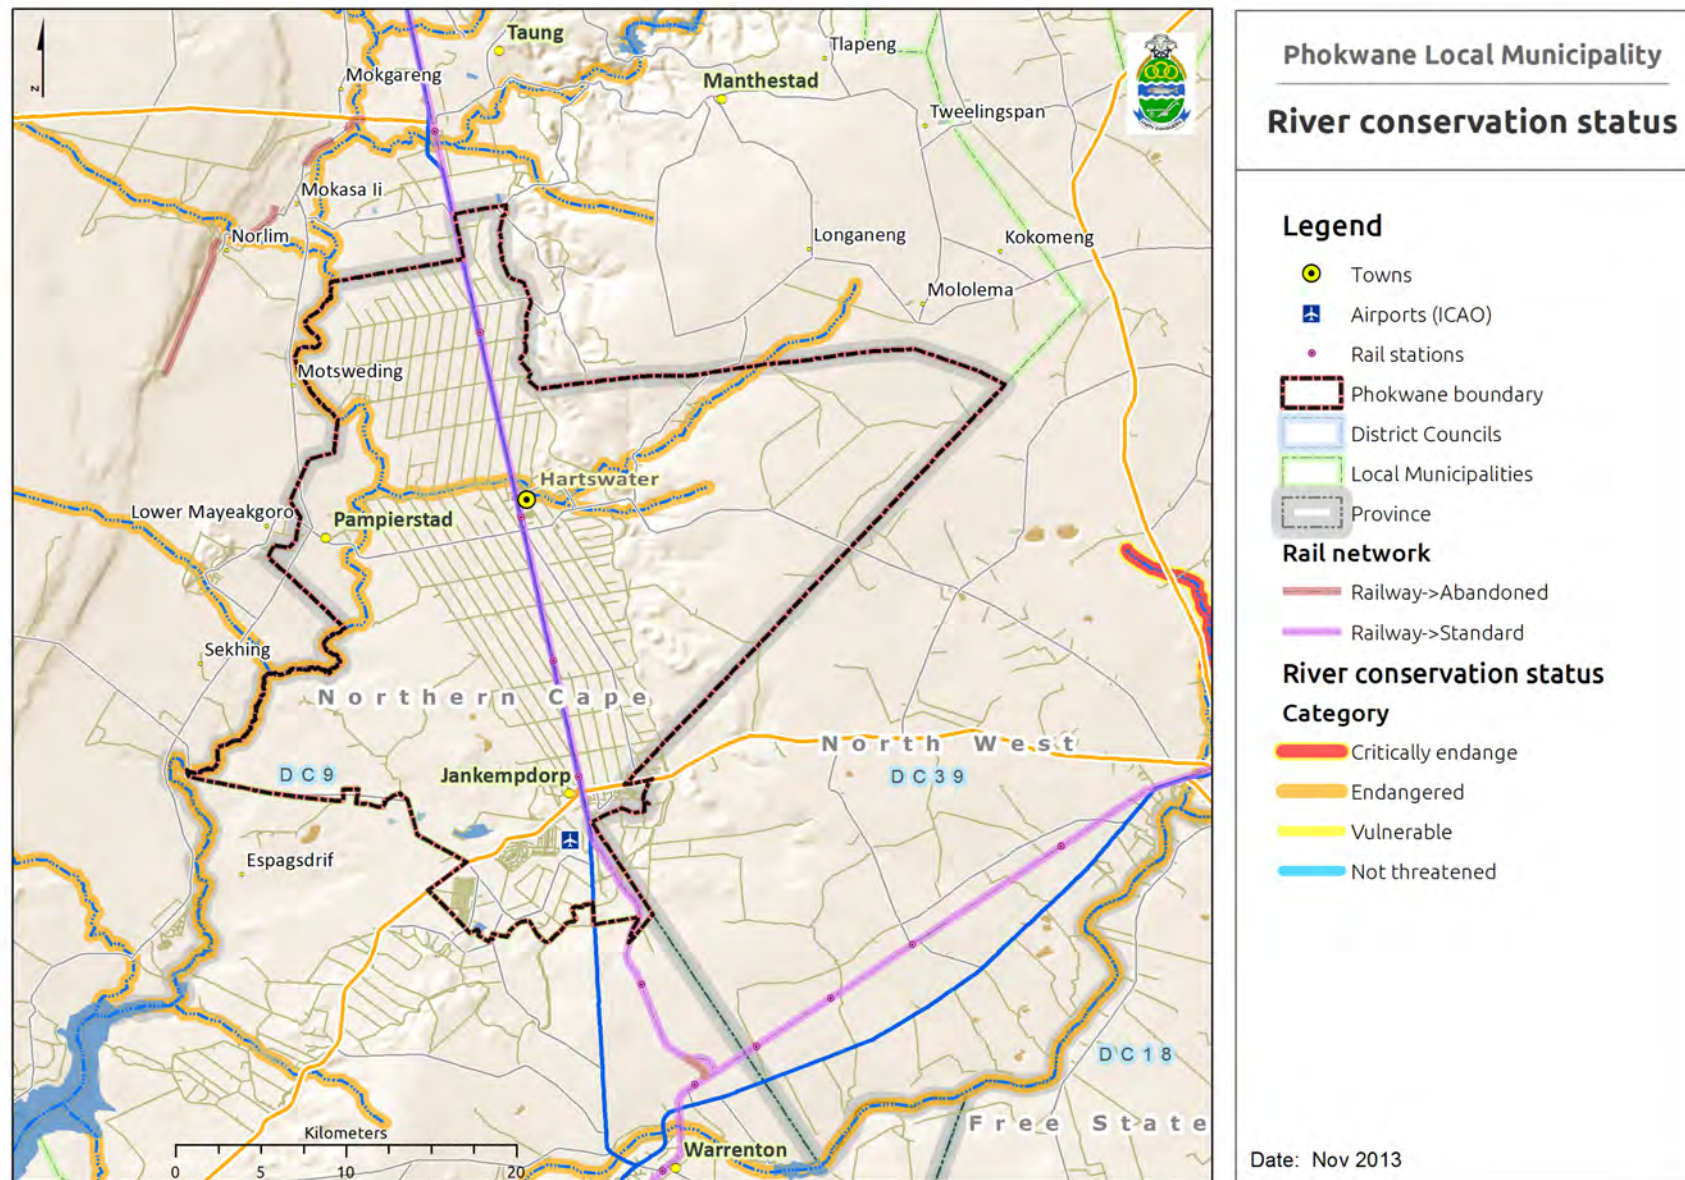 Taung
Tlapeng
Mokgareng
Manthestad
Tweelingspan
Mokasa Ii
Norlim
Longaneng
Kokomeng
Mololema
Motsweding
Hartswater
Lower Mayeakgoro
Pampierstad
Sekhing
Northern Cape
North West
DC9
Jankempdorp
DC39
Espagsdrif
DC18
Free State
Kilometers
Warrenton
0 5 10 20
z
Phokwane Local Municipality
River conservation status
Legend
Towns
Airports (ICAO)
Rail stations
Phokwane boundary
District Councils
Local Municipalities
Province
Rail network
Railway->Abandoned
Railway->Standard
River conservation status
Category
Critically endange
Endangered
Vulnerable
Not threatened
Date: Nov 2013